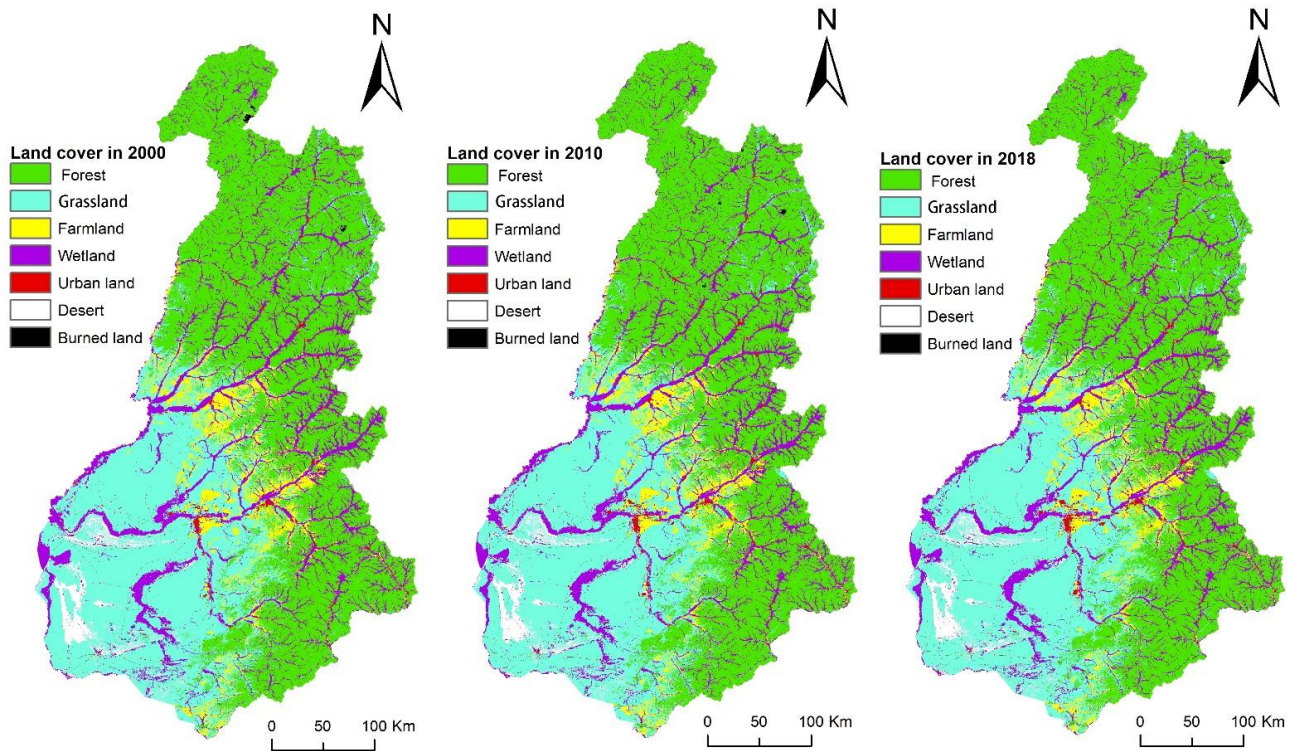 N
Land cover in 2000
Forest
Grassland
Farmland
Wetland
Urban land
Desert
Burned land
0 50 100 Km
N
Land cover in 2010
Forest
Grassland
Farmland
Wetland
Urban land
Desert
Burned land
0 50 100 Km
N
Land cover in 2018
Forest
Grassland
Farmland
Wetland
Urban land
Desert
Burned land
0 50 100 Km